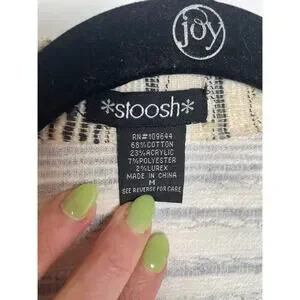 joy
*stoosh*
RN#109644
68%COTTON
23%ACRYLIC
7%POLYESTER
2%LUREX
MADE IN CHINA
M
SEE REVERSE FOR CARE